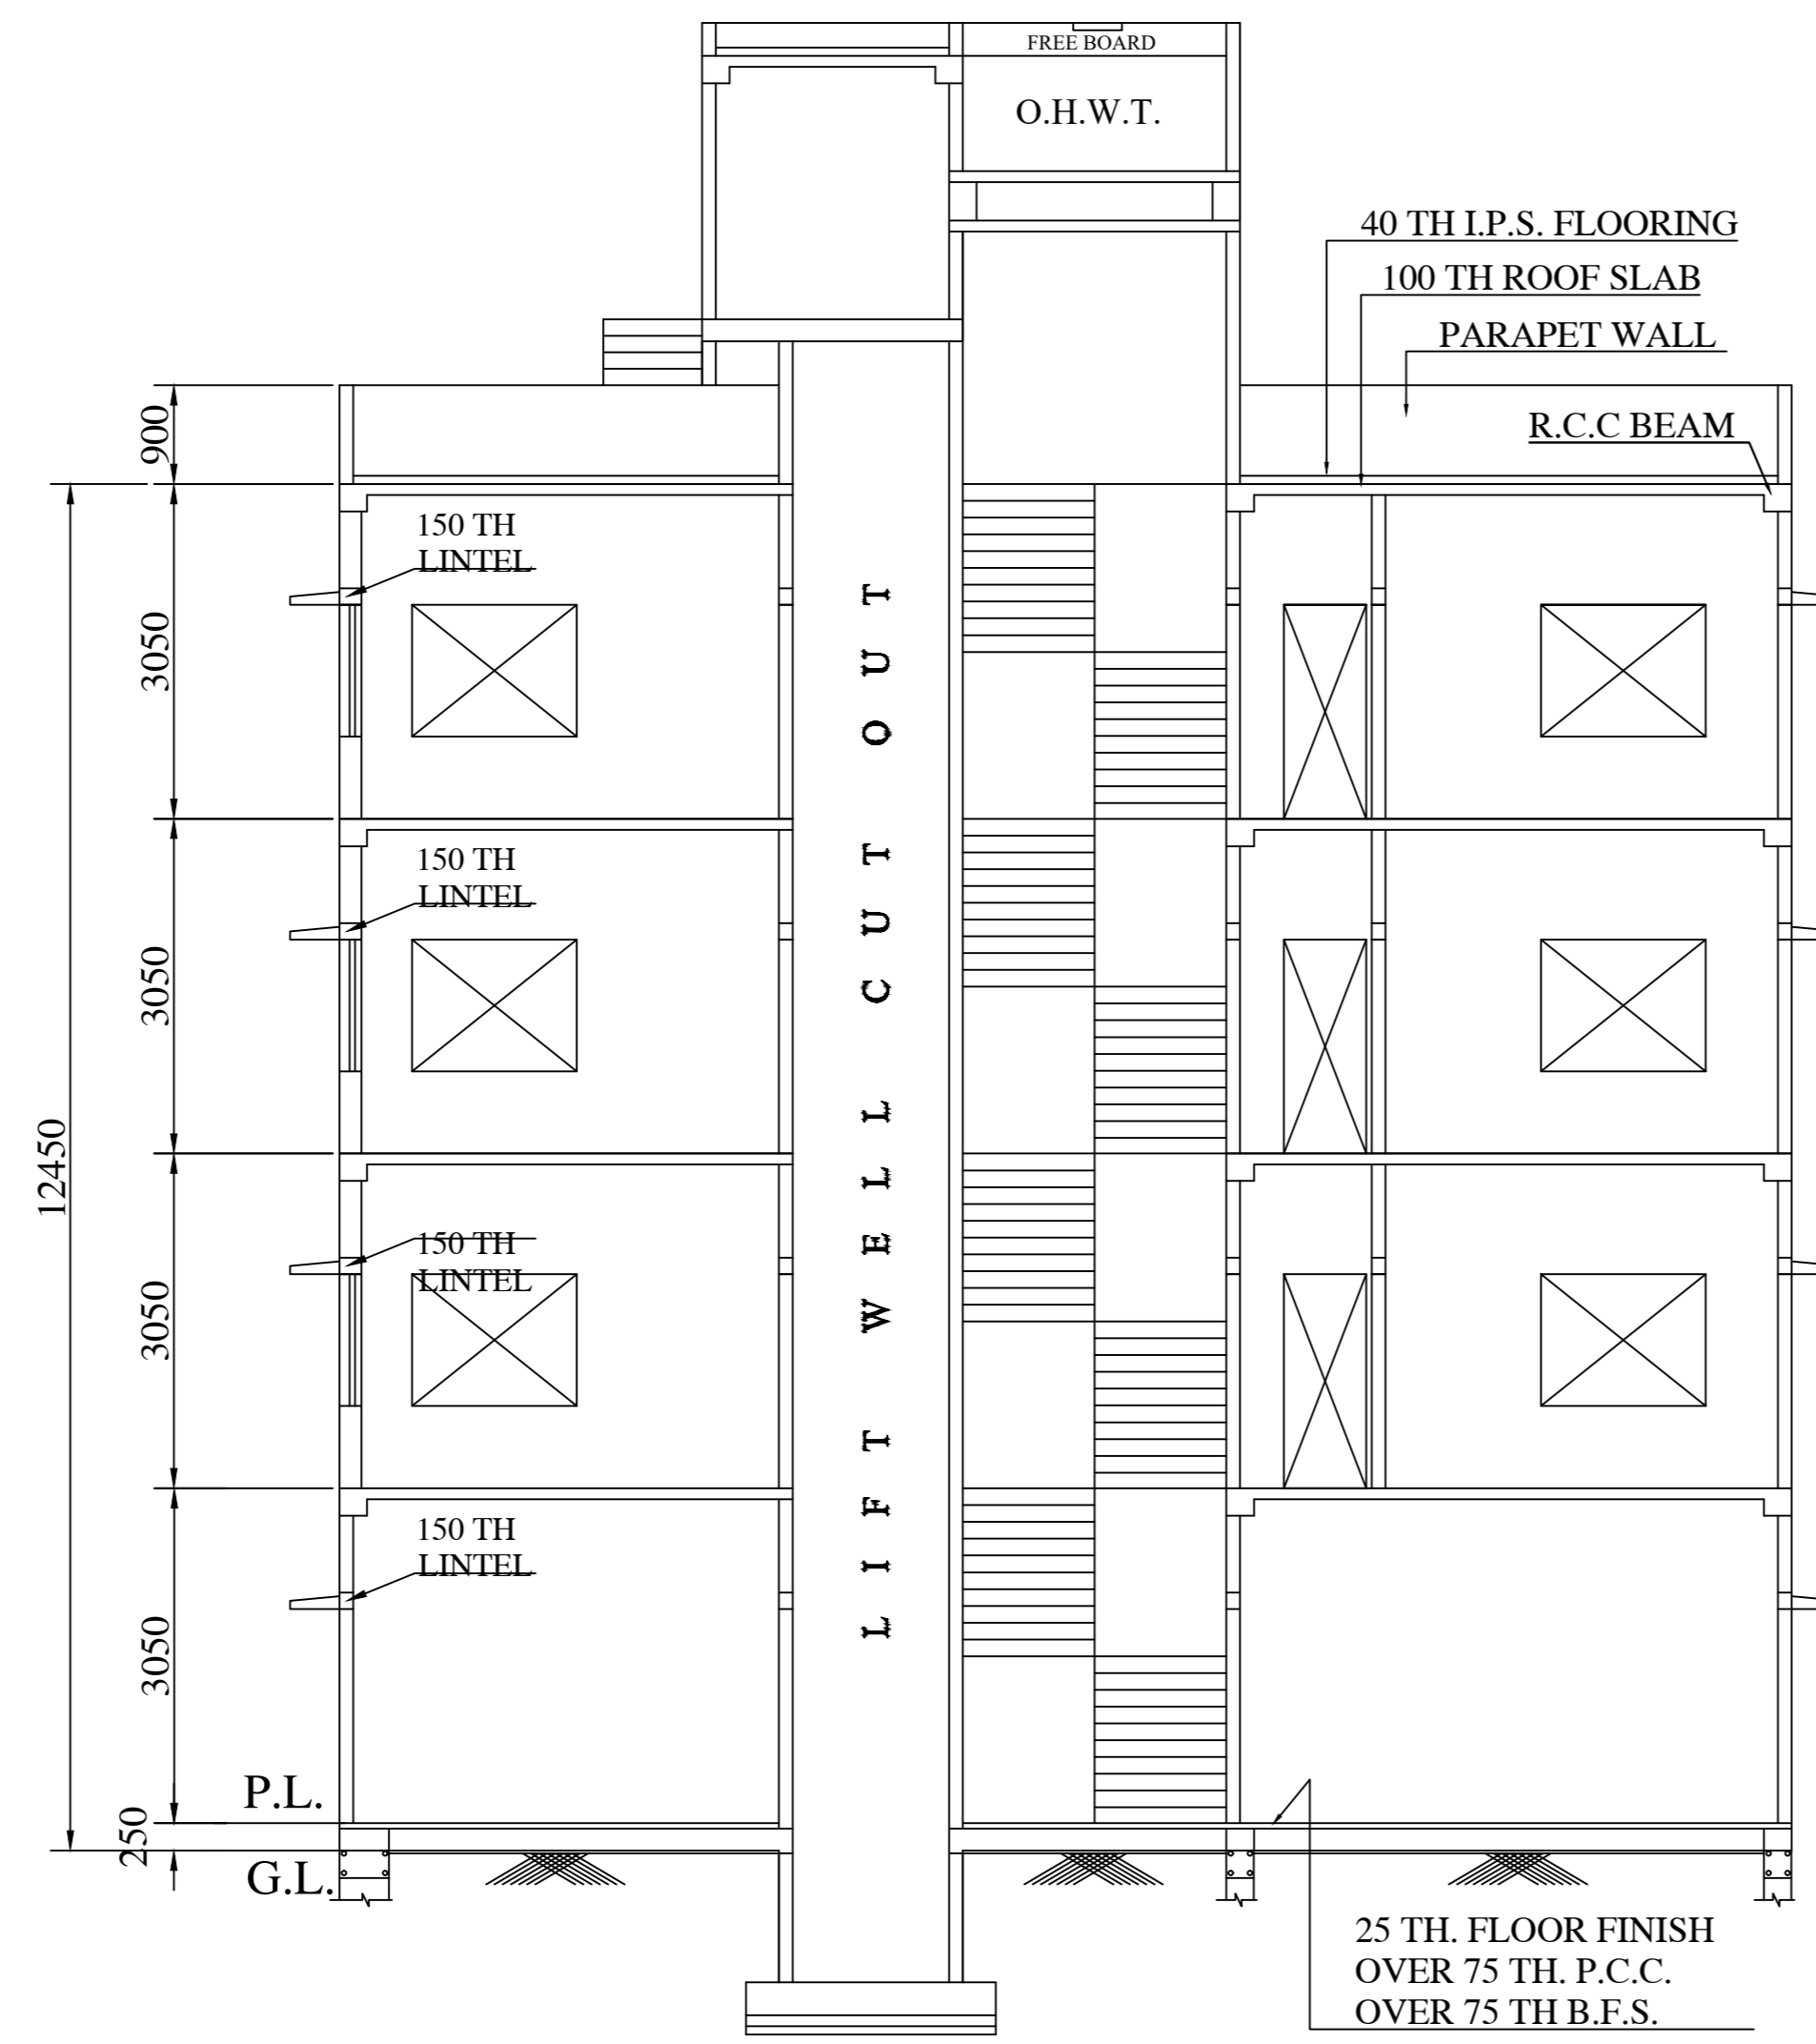 FREE BOARD
O.H.W.T.
40 TH I.P.S. FLOORING
100 TH ROOF SLAB
PARAPET WALL
R.C.C BEAM
900
150 TH
LINTEL
3050
150 TH
LINTEL
3050
12450
150 TH
LINTEL
3050
150 TH
LINTEL
3050
LIFT WELL CUT OUT
P.L.
250
G.L.
25 TH. FLOOR FINISH
OVER 75 TH. P.C.C.
OVER 75 TH B.F.S.